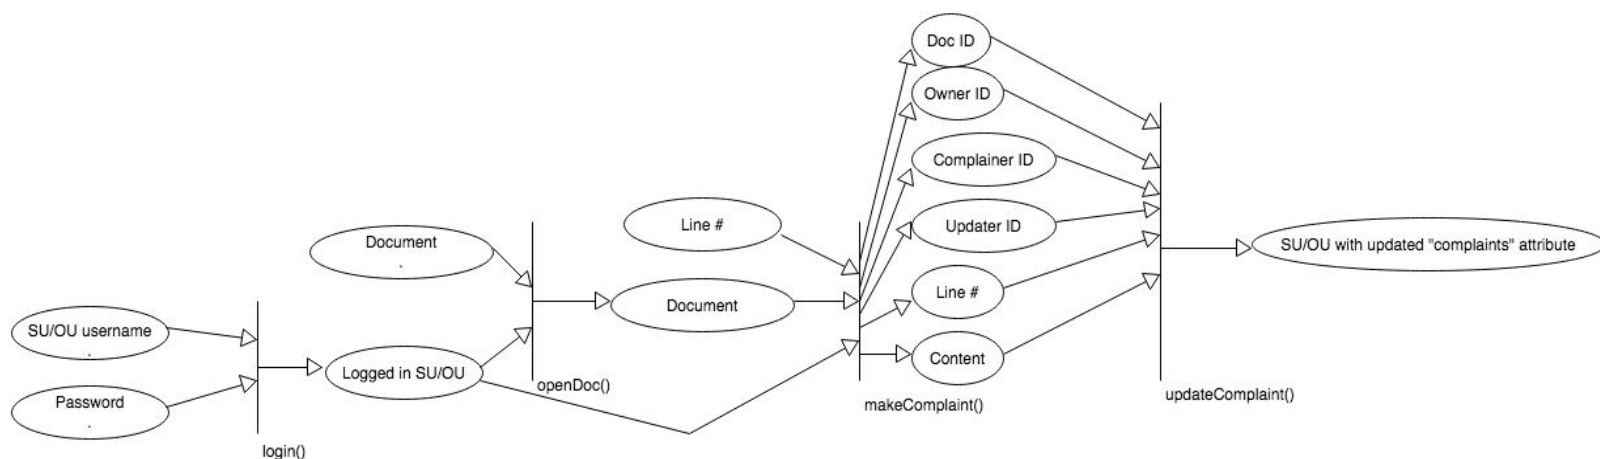 SU/OU username
.
Password
.
login()
Document
.
Logged in SU/OU
openDoc()
Line #
Document
makeComplaint()
Doc ID
Owner ID
Complainer ID
Updater ID
Line #
Content
updateComplaint()
SU/OU with updated "complaints" attribute